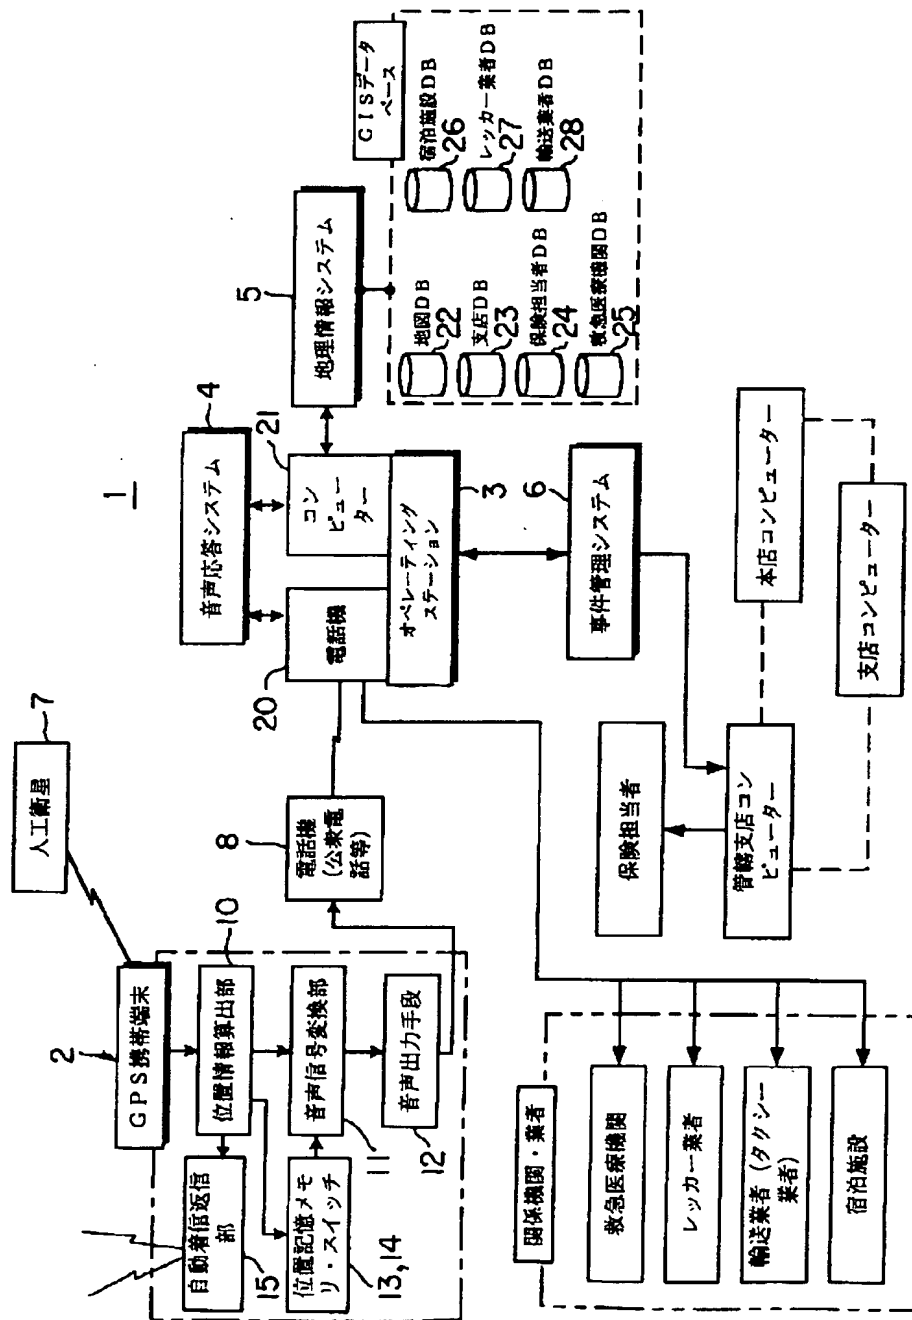 1
人工衛星
7
2
GPS携帯端末
自動着信返信
部
15
位置情報算出部
10
位置記憶メモ
リ・スイッチ
13,14
音声信号変換部
11
音声出力手段
12
電話機
(公衆電
話等)
8
音声応答システム
4
電話機
20
コン
ピュー
ター
21
オペレーティング
ステーション
3
地理情報システム
5
GISデータ
ベース
地図DB
22
支店DB
23
保険担当者DB
24
救急医療機関DB
25
宿泊施設DB
26
レッカー業者DB
27
輸送業者DB
28
事件管理システム
6
保険担当者
管轄支店コン
ピューター
本店コンピューター
支店コンピューター
関係機関・業者
救急医療機関
レッカー業者
輸送業者(タクシー
業者)
宿泊施設